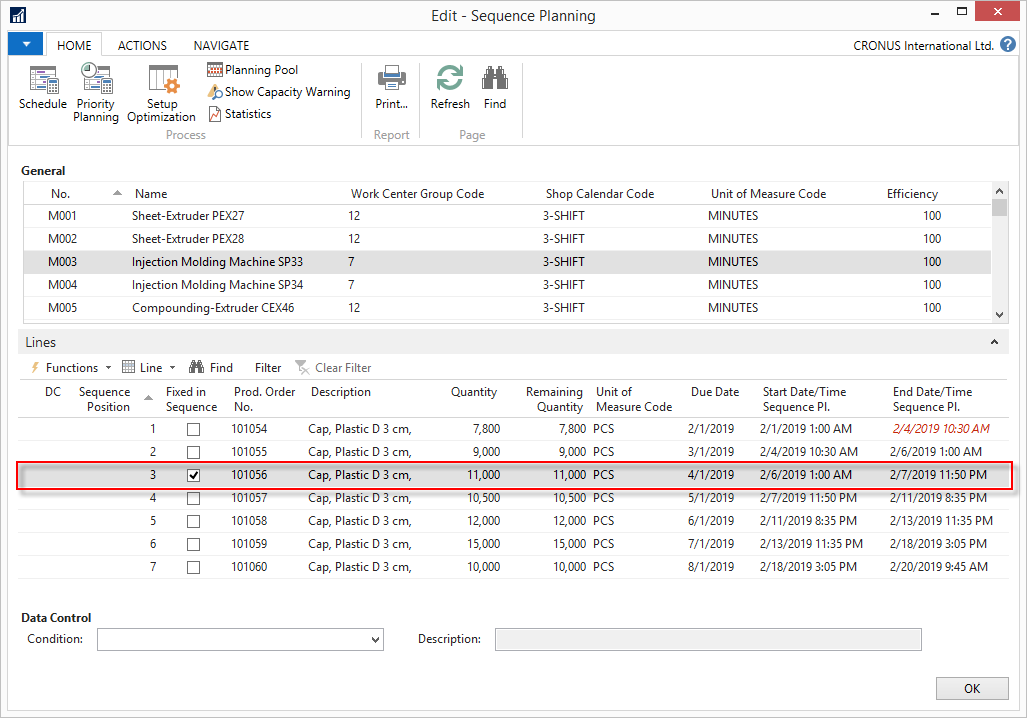 Edit - Sequence Planning
HOME ACTIONS NAVIGATE CRONUS International Ltd. ?
Schedule
Priority Planning
Setup Optimization
Planning Pool
Show Capacity Warning
Statistics
Process
Print...
Report
Refresh
Find
Page
General
No. Name Work Center Group Code Shop Calendar Code Unit of Measure Code Efficiency
M001 Sheet-Extruder PEX27 12 3-SHIFT MINUTES 100
M002 Sheet-Extruder PEX28 12 3-SHIFT MINUTES 100
M003 Injection Molding Machine SP33 7 3-SHIFT MINUTES 100
M004 Injection Molding Machine SP34 7 3-SHIFT MINUTES 100
M005 Compounding-Extruder CEX46 12 3-SHIFT MINUTES 100
Lines
Functions Line Find Filter Clear Filter
DC Sequence Position Fixed in Sequence Prod. Order No. Description Quantity Remaining Quantity Unit of Measure Code Due Date Start Date/Time Sequence Pl. End Date/Time Sequence Pl.
1 101054 Cap, Plastic D 3 cm, 7,800 7,800 PCS 2/1/2019 2/1/2019 1:00 AM 2/4/2019 10:30 AM
2 101055 Cap, Plastic D 3 cm, 9,000 9,000 PCS 3/1/2019 2/4/2019 10:30 AM 2/6/2019 1:00 AM
3 101056 Cap, Plastic D 3 cm, 11,000 11,000 PCS 4/1/2019 2/6/2019 1:00 AM 2/7/2019 11:50 PM
4 101057 Cap, Plastic D 3 cm, 10,500 10,500 PCS 5/1/2019 2/7/2019 11:50 PM 2/11/2019 8:35 PM
5 101058 Cap, Plastic D 3 cm, 12,000 12,000 PCS 6/1/2019 2/11/2019 8:35 PM 2/13/2019 11:35 PM
6 101059 Cap, Plastic D 3 cm, 15,000 15,000 PCS 7/1/2019 2/13/2019 11:35 PM 2/18/2019 3:05 PM
7 101060 Cap, Plastic D 3 cm, 10,000 10,000 PCS 8/1/2019 2/18/2019 3:05 PM 2/20/2019 9:45 AM
Data Control
Condition: Description:
OK